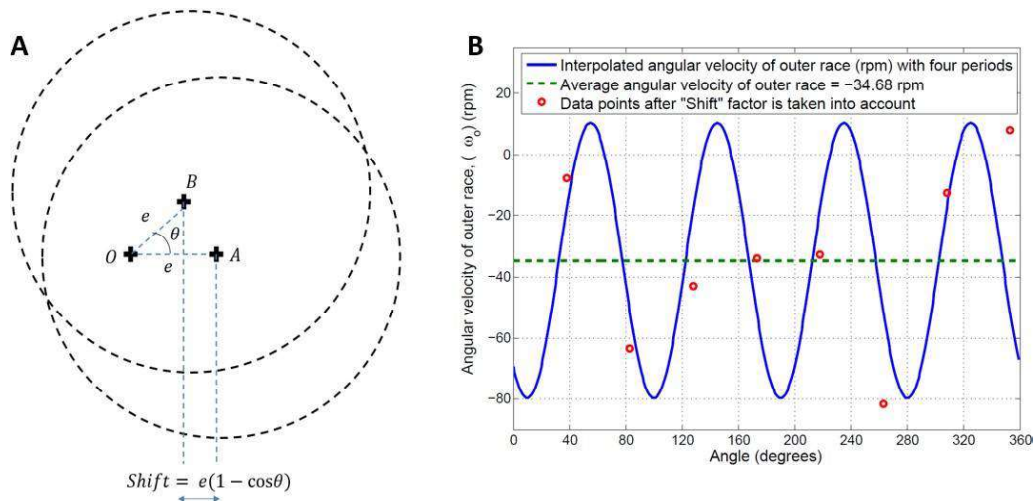 A
B
e
θ
O
e
A
Shift = e(1 − cosθ)
B
Interpolated angular velocity of outer race (rpm) with four periods
Average angular velocity of outer race = −34.68 rpm
Data points after "Shift" factor is taken into account
Angular velocity of outer race, ( ω_o) (rpm)
20
0
−20
−40
−60
−80
0 40 80 120 160 200 240 280 320 360
Angle (degrees)